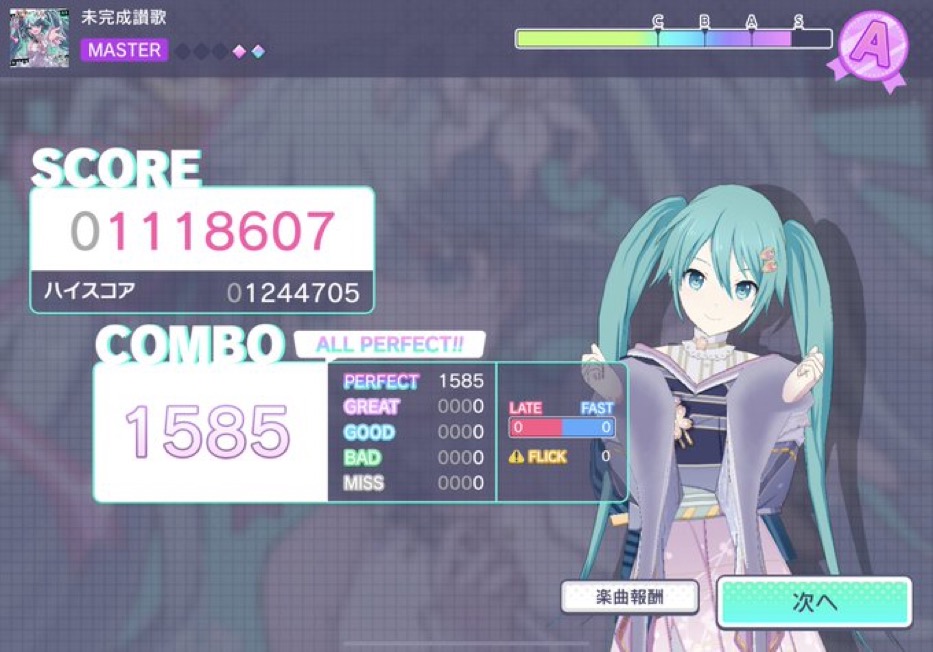 未完成讃歌
MASTER
C B A S
A
SCORE
01118607
ハイスコア 01244705
COMBO ALL PERFECT!!
1585
PERFECT 1585
GREAT 0000
GOOD 0000
BAD 0000
MISS 0000
LATE FAST
0 0
FLICK 0
楽曲報酬
次へ